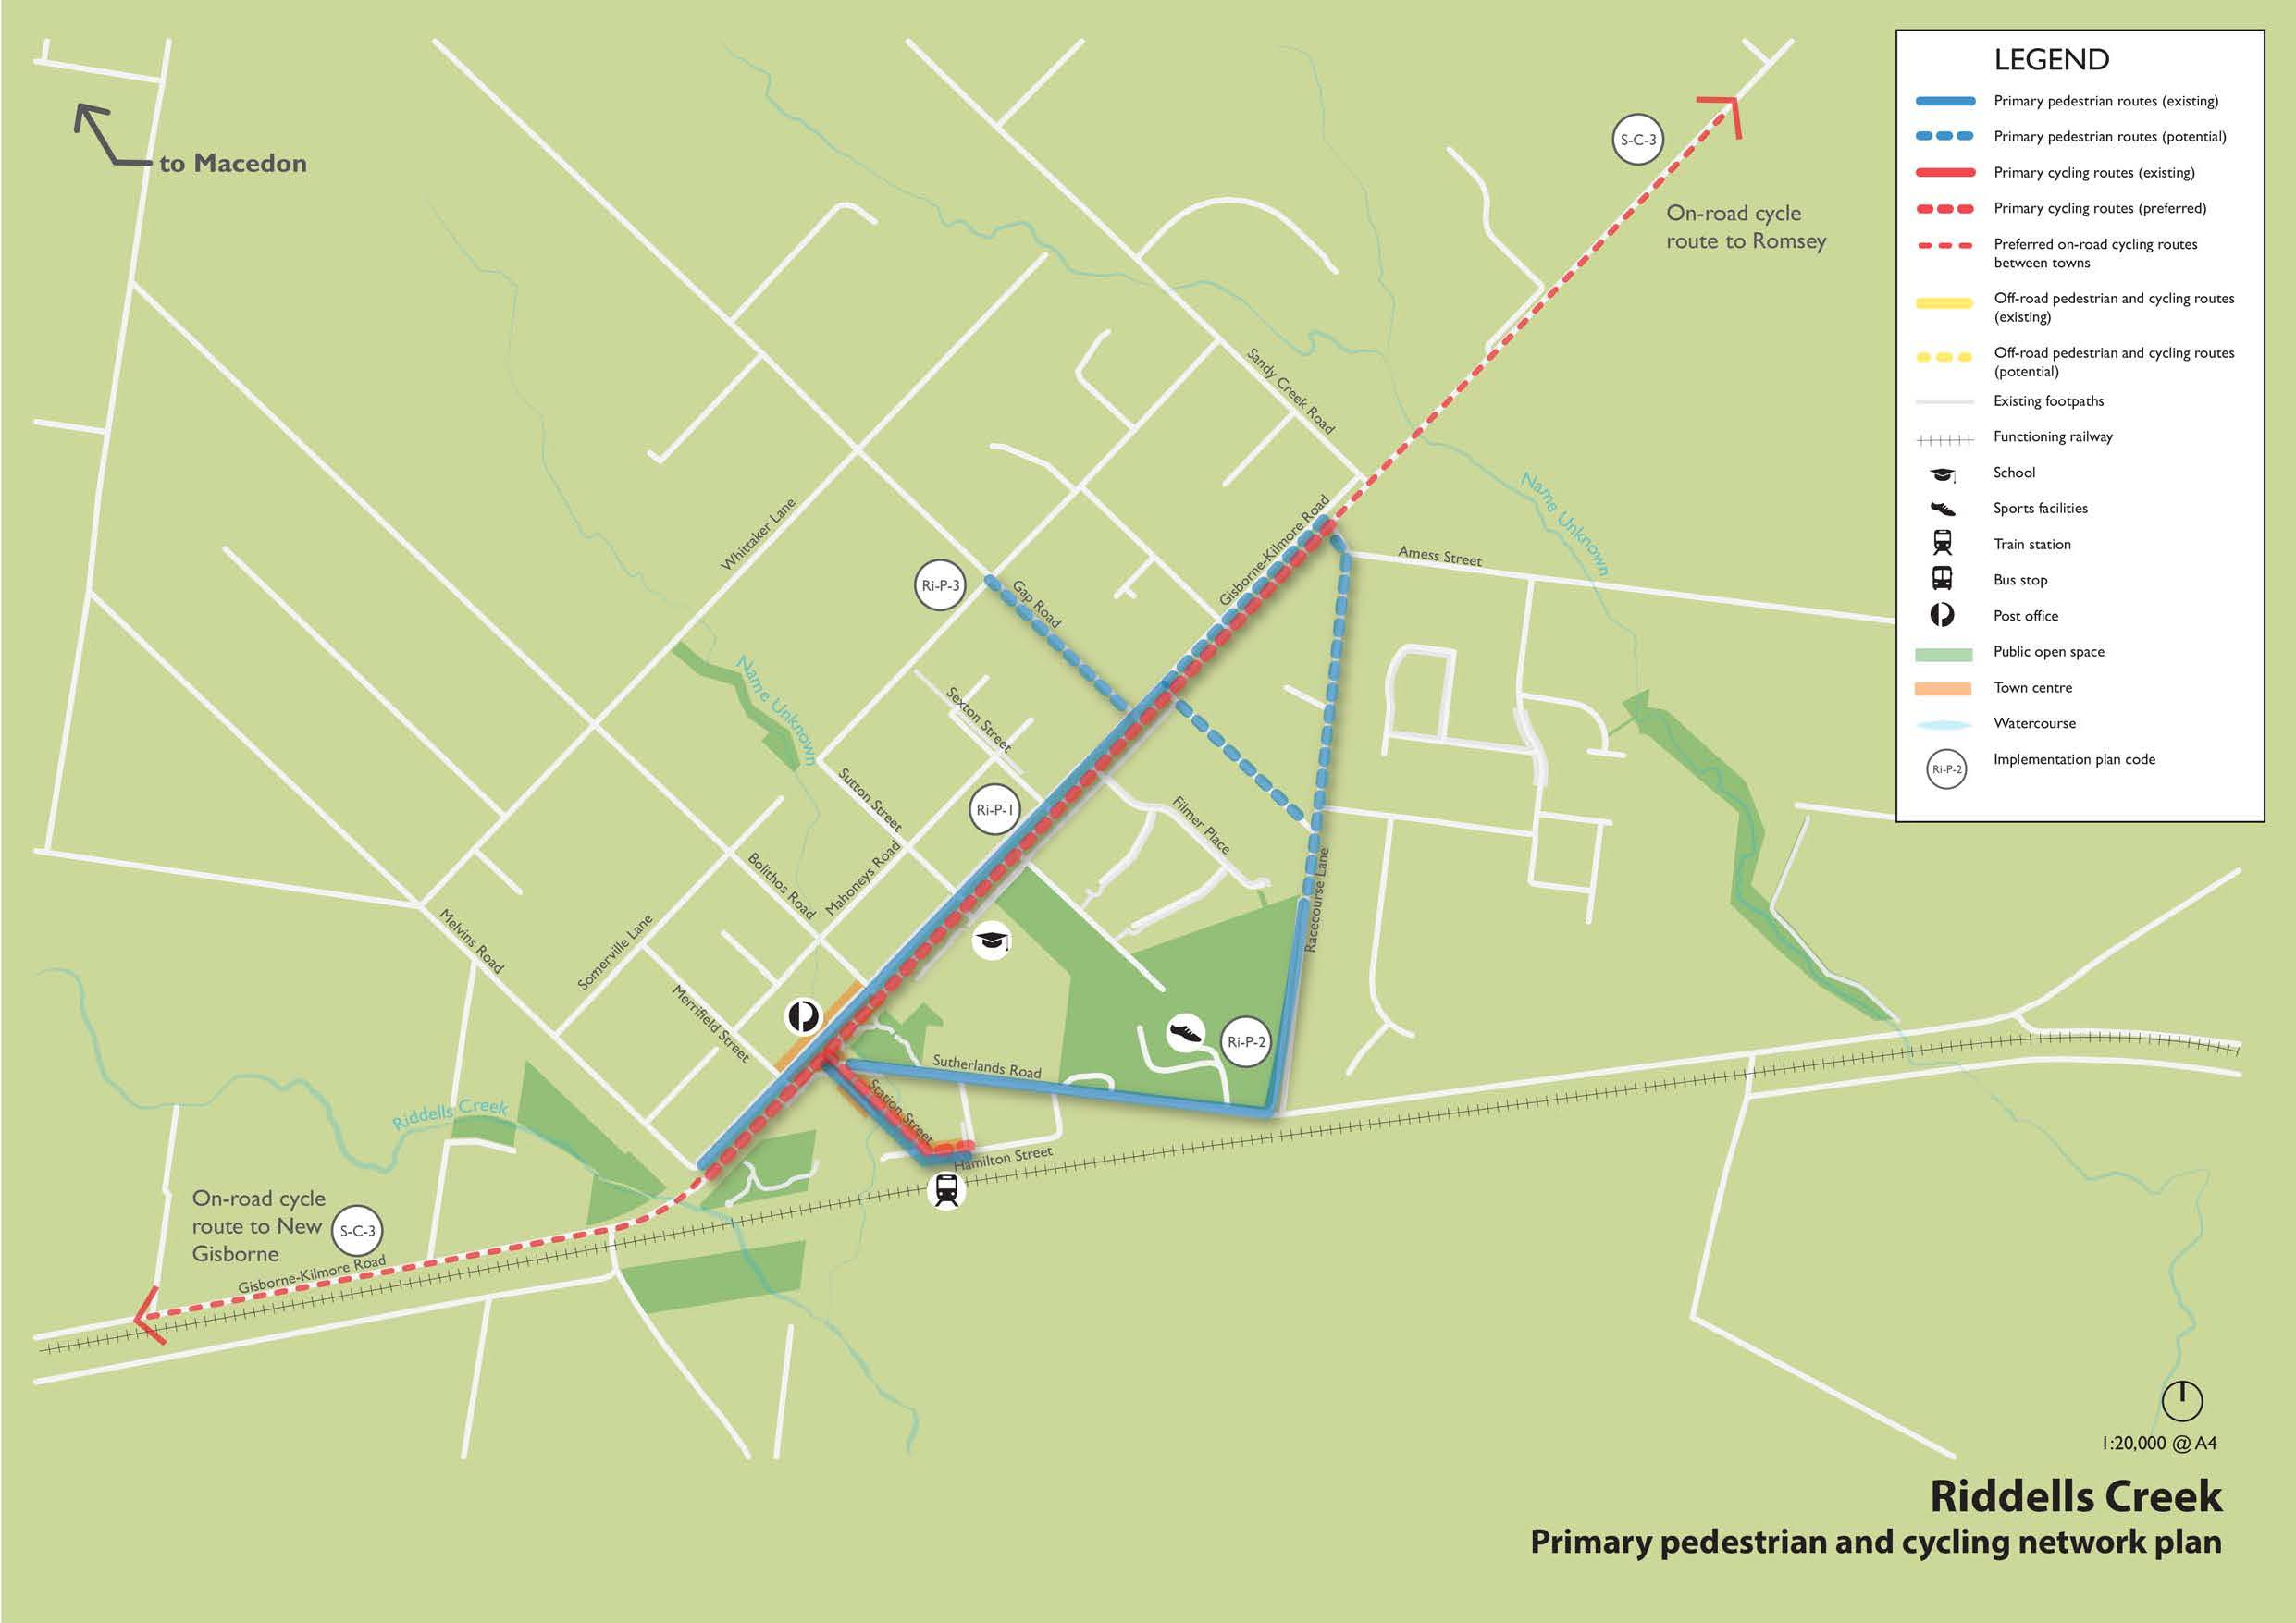 to Macedon
S-C-3
On-road cycle
route to Romsey
LEGEND
Primary pedestrian routes (existing)
Primary pedestrian routes (potential)
Primary cycling routes (existing)
Primary cycling routes (preferred)
Preferred on-road cycling routes
between towns
Off-road pedestrian and cycling routes
(existing)
Off-road pedestrian and cycling routes
(potential)
Existing footpaths
Functioning railway
School
Sports facilities
Train station
Bus stop
Post office
Public open space
Town centre
Watercourse
Ri-P-2
Implementation plan code
Sandy Creek Road
Whittaker Lane
Gisborne-Kilmore Road
Name Unknown
Amess Street
Ri-P-3
Gap Road
Name Unknown
Sexton Street
Sutton Street
Ri-P-1
Filmer Place
Bolithos Road
Mahoneys Road
Racecourse Lane
Melvins Road
Somerville Lane
Merrifield Street
Ri-P-2
Sutherlands Road
Station Street
Riddells Creek
Hamilton Street
On-road cycle
route to New
Gisborne
S-C-3
Gisborne-Kilmore Road
1:20,000 @ A4
Riddells Creek
Primary pedestrian and cycling network plan